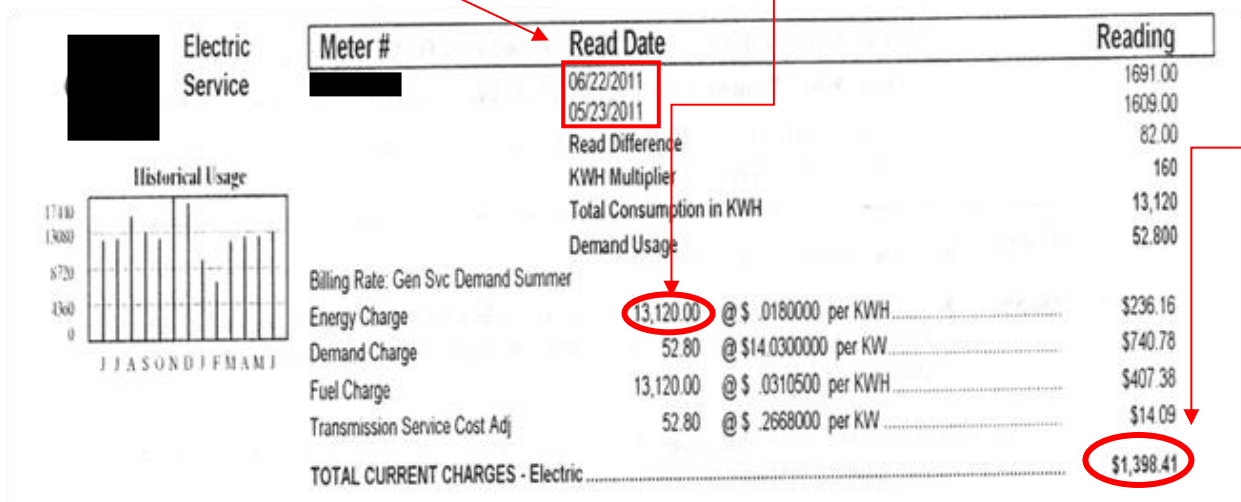 Electric
Service
Meter # Read Date Reading
06/22/2011 1691.00
05/23/2011 1609.00
Read Difference 82.00
KWH Multiplier 160
Total Consumption in KWH 13,120
Demand Usage 52.800
Historical Usage
13080
4360
0
J J A S O N D J F M A M J
Billing Rate: Gen Svc Demand Summer
Energy Charge 13,120.00 @ $ .0180000 per KWH $236.16
Demand Charge 52.80 @ $14.0300000 per KW $740.78
Fuel Charge 13,120.00 @ $ .0310500 per KWH $407.38
Transmission Service Cost Adj 52.80 @ $ .2668000 per KW $14.09
TOTAL CURRENT CHARGES - Electric $1,398.41